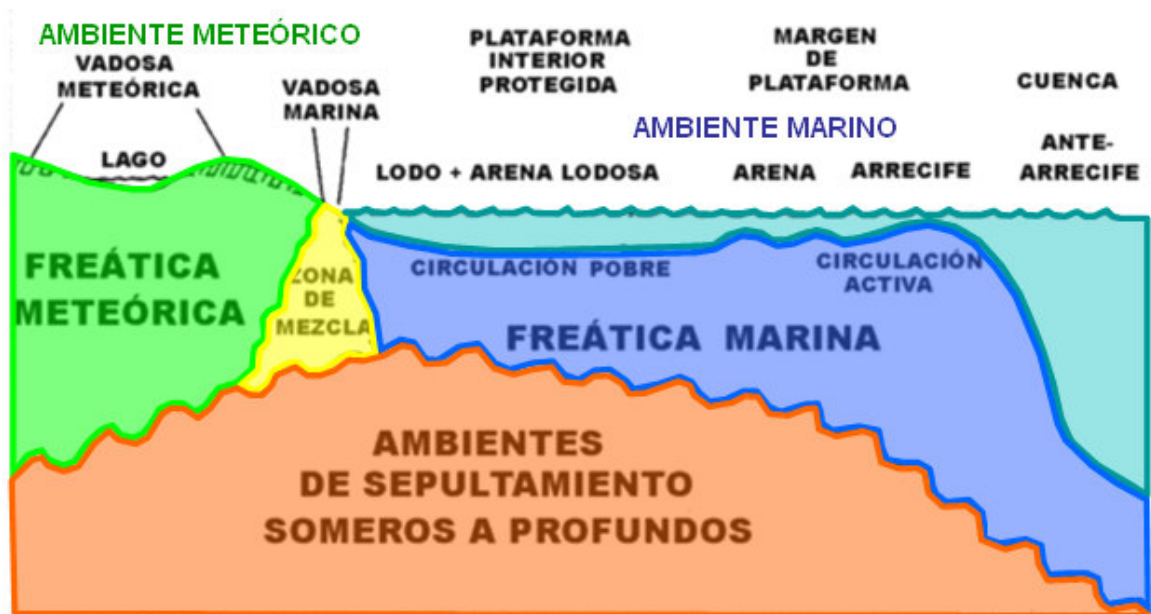 AMBIENTE METEÓRICO
VADOSA
METEÓRICA
VADOSA
MARINA
PLATAFORMA
INTERIOR
PROTEGIDA
MARGEN
DE
PLATAFORMA
CUENCA
AMBIENTE MARINO
LAGO
LODO + ARENA LODOSA
ARENA
ARRECIFE
ANTE-
ARRECIFE
FREÁTICA
METEÓRICA
ZONA
DE
MEZCLA
CIRCULACIÓN POBRE
CIRCULACIÓN
ACTIVA
FREÁTICA MARINA
AMBIENTES
DE SEPULTAMIENTO
SOMEROS A PROFUNDOS